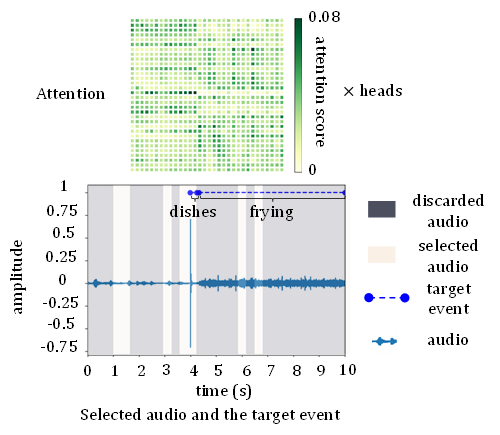 0.08
Attention
attention score
× heads
0
1
0.75
0.5
0.25
0
-0.25
-0.5
-0.75
amplitude
dishes
frying
0 1 2 3 4 5 6 7 8 9 10
time (s)
discarded
audio
selected
audio
target
event
audio
Selected audio and the target event